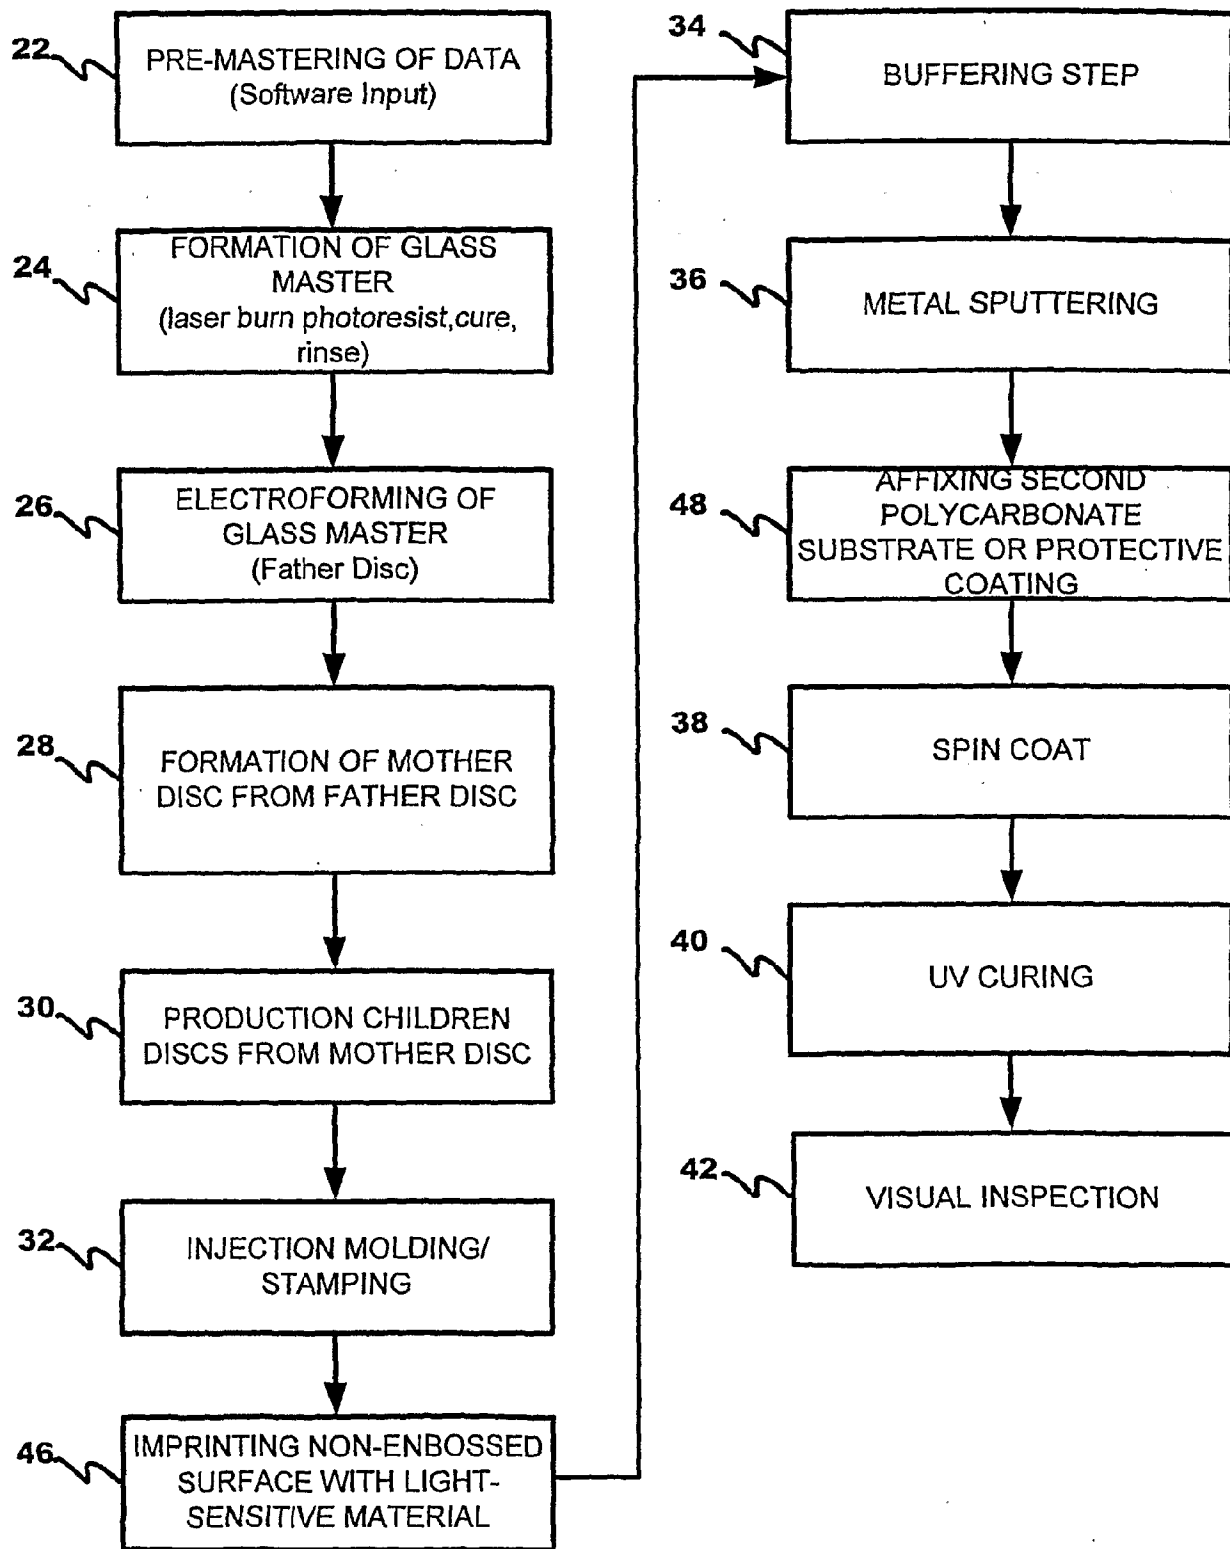 22
PRE-MASTERING OF DATA
(Software Input)
24
FORMATION OF GLASS
MASTER
(laser burn photoresist,cure,
rinse)
26
ELECTROFORMING OF
GLASS MASTER
(Father Disc)
28
FORMATION OF MOTHER
DISC FROM FATHER DISC
30
PRODUCTION CHILDREN
DISCS FROM MOTHER DISC
32
INJECTION MOLDING/
STAMPING
46
IMPRINTING NON-ENBOSSED
SURFACE WITH LIGHT-
SENSITIVE MATERIAL
34
BUFFERING STEP
36
METAL SPUTTERING
48
AFFIXING SECOND
POLYCARBONATE
SUBSTRATE OR PROTECTIVE
COATING
38
SPIN COAT
40
UV CURING
42
VISUAL INSPECTION